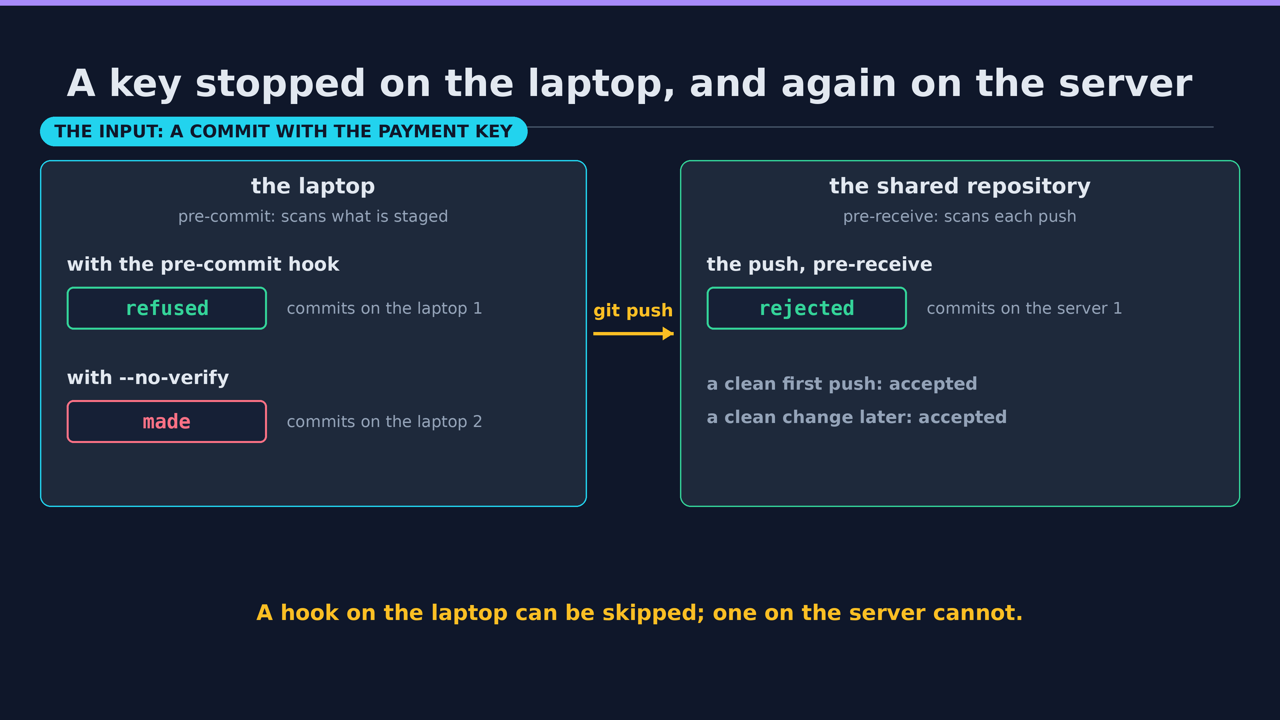 A key stopped on the laptop, and again on the server
THE INPUT: A COMMIT WITH THE PAYMENT KEY
the laptop
pre-commit: scans what is staged
with the pre-commit hook
refused
commits on the laptop 1
with --no-verify
made
commits on the laptop 2
git push
the shared repository
pre-receive: scans each push
the push, pre-receive
rejected
commits on the server 1
a clean first push: accepted
a clean change later: accepted
A hook on the laptop can be skipped; one on the server cannot.